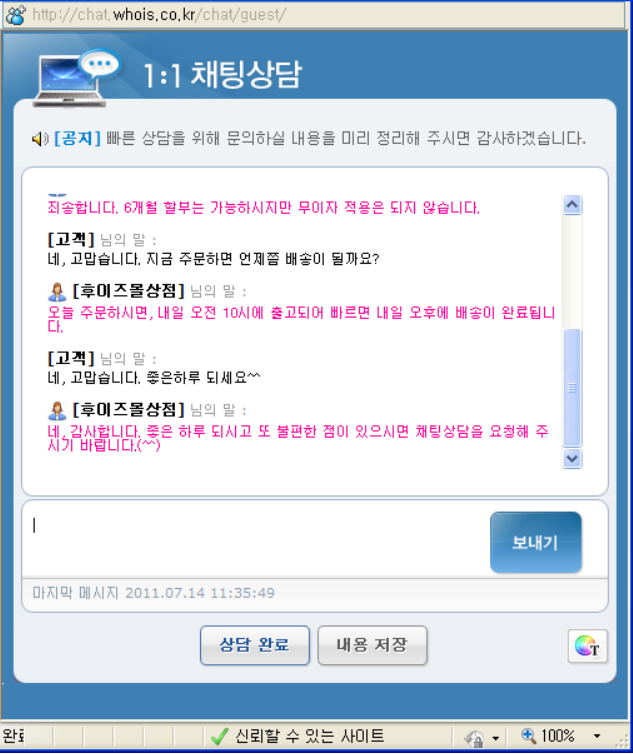 http://chat.whois.co.kr/chat/guest/
1:1 채팅상담
[공지] 빠른 상담을 위해 문의하실 내용을 미리 정리해 주시면 감사하겠습니다.
죄송합니다. 6개월 할부는 가능하시지만 무이자 적용은 되지 않습니다.
[고객] 님의 말 :
네, 고맙습니다. 지금 주문하면 언제쯤 배송이 될까요?
[후이즈몰상점] 님의 말 :
오늘 주문하시면, 내일 오전 10시에 출고되어 빠르면 내일 오후에 배송이 완료됩니
다.
[고객] 님의 말 :
네, 고맙습니다. 좋은하루 되세요^^
[후이즈몰상점] 님의 말 :
네, 감사합니다. 좋은 하루 되시고 또 불편한 점이 있으시면 채팅상담을 요청해 주
시기 바랍니다.(^^)
보내기
마지막 메시지 2011.07.14 11:35:49
상담 완료
내용 저장
T
신뢰할 수 있는 사이트
100%